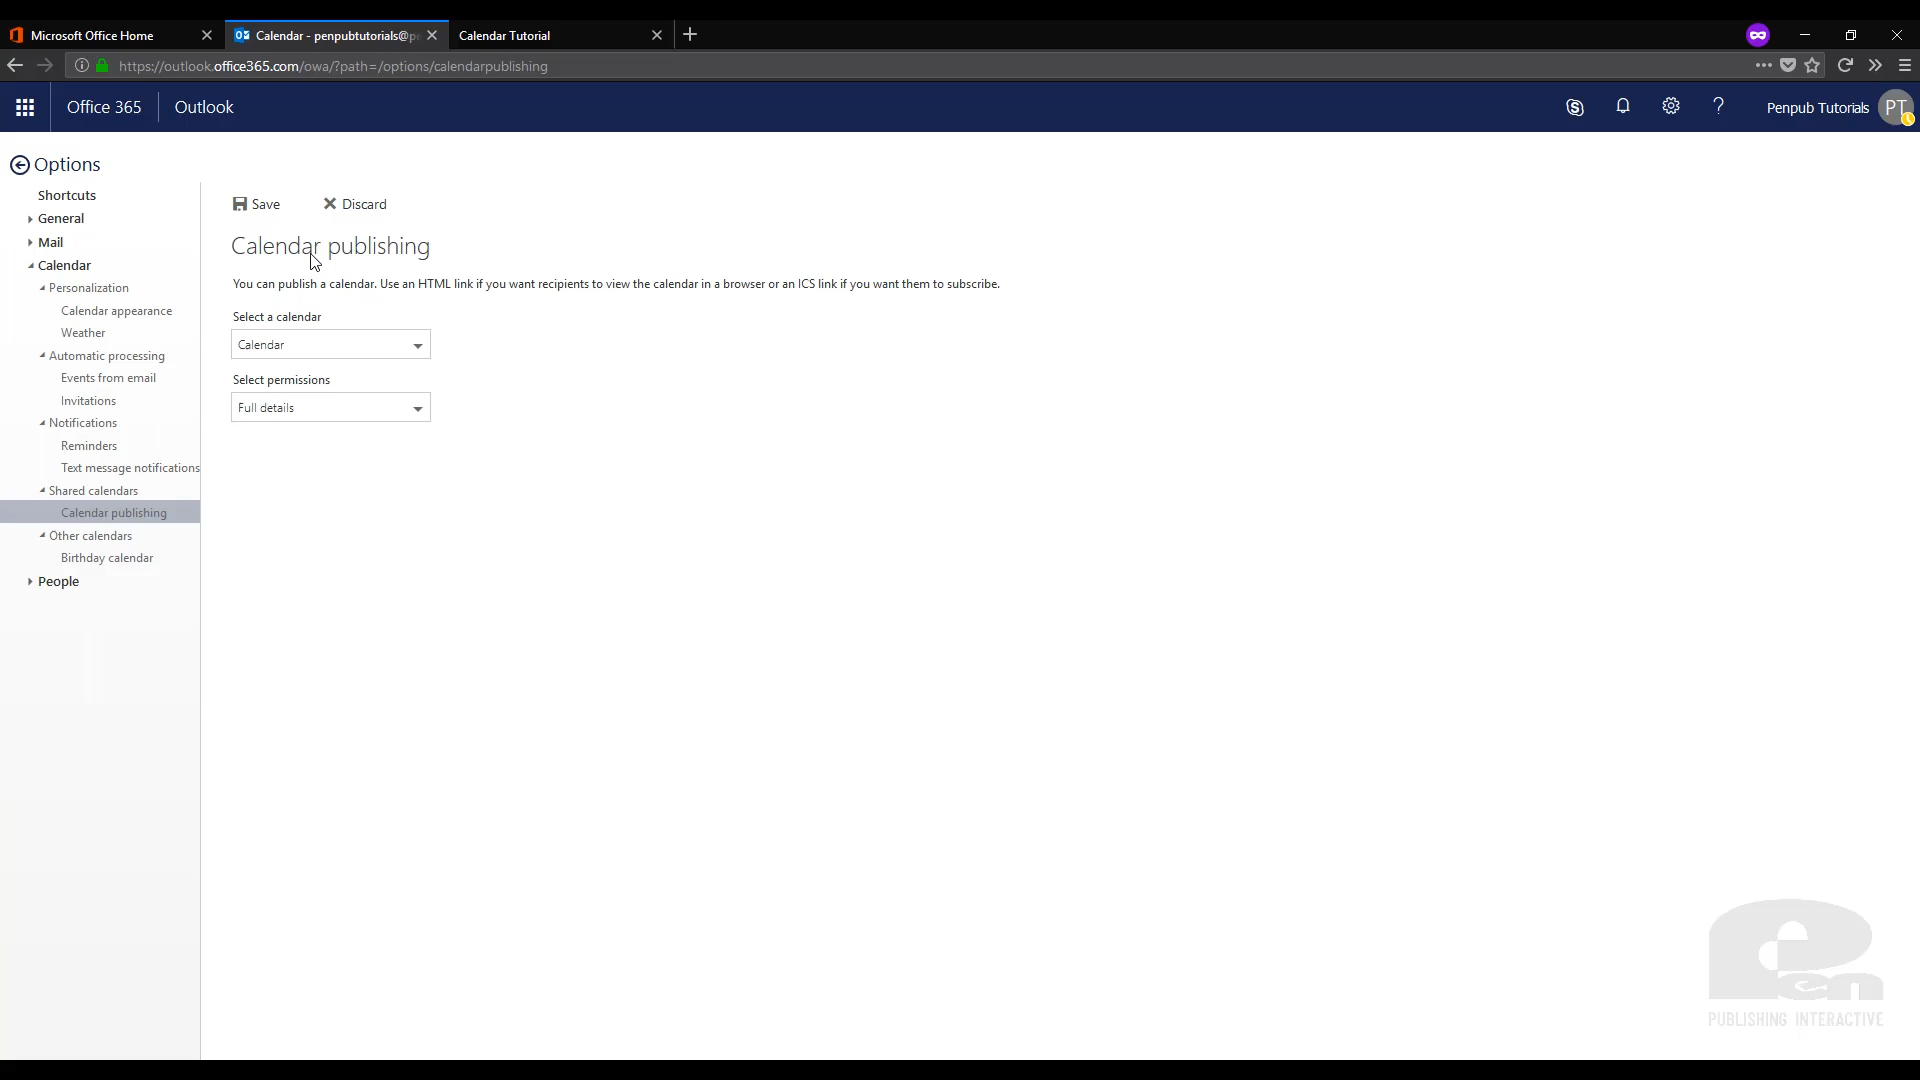 Microsoft Office Home
Calendar - penpubtutorials@p
Calendar Tutorial
https://outlook.office365.com/owa/?path=/options/calendarpublishing
Office 365
Outlook
Penpub Tutorials
PT
Options
Shortcuts
General
Mail
Calendar
Personalization
Calendar appearance
Weather
Automatic processing
Events from email
Invitations
Notifications
Reminders
Text message notifications
Shared calendars
Calendar publishing
Other calendars
Birthday calendar
People
Save
Discard
Calendar publishing
You can publish a calendar. Use an HTML link if you want recipients to view the calendar in a browser or an ICS link if you want them to subscribe.
Select a calendar
Calendar
Select permissions
Full details
Pen
PUBLISHING INTERACTIVE